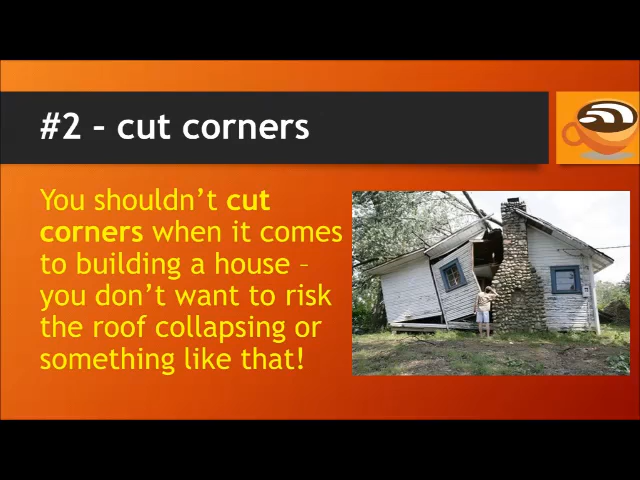 #2 – cut corners
You shouldn’t cut
corners when it comes
to building a house –
you don’t want to risk
the roof collapsing or
something like that!